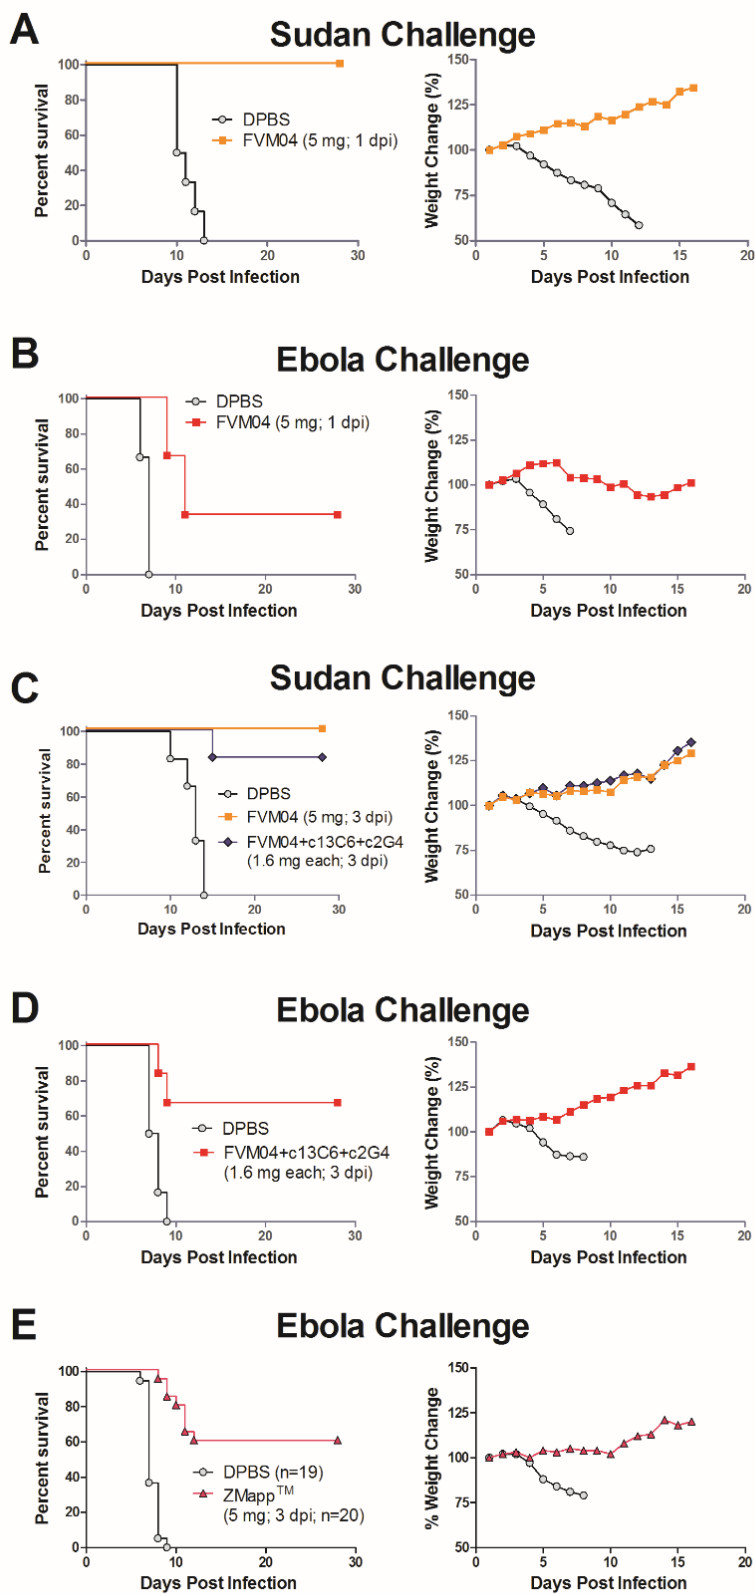 A
Sudan Challenge
Percent survival
100
80
60
40
20
0
0 10 20 30
Days Post Infection
DPBS
FVM04 (5 mg; 1 dpi)
Weight Change (%)
150
125
100
75
50
0 5 10 15 20
Days Post Infection
B
Ebola Challenge
Percent survival
100
80
60
40
20
0
0 10 20 30
Days Post Infection
DPBS
FVM04 (5 mg; 1 dpi)
Weight Change (%)
150
125
100
75
50
0 5 10 15 20
Days Post Infection
C
Sudan Challenge
Percent survival
100
80
60
40
20
0
0 10 20 30
Days Post Infection
DPBS
FVM04 (5 mg; 3 dpi)
FVM04+c13C6+c2G4
(1.6 mg each; 3 dpi)
Weight Change (%)
150
125
100
75
50
0 5 10 15 20
Days Post Infection
D
Ebola Challenge
Percent survival
100
80
60
40
20
0
0 10 20 30
Days Post Infection
DPBS
FVM04+c13C6+c2G4
(1.6 mg each; 3 dpi)
Weight Change (%)
150
125
100
75
50
0 5 10 15 20
Days Post Infection
E
Ebola Challenge
Percent survival
100
80
60
40
20
0
0 10 20 30
Days Post Infection
DPBS (n=19)
ZMapp™
(5 mg; 3 dpi; n=20)
% Weight Change
150
125
100
75
50
0 5 10 15 20
Days Post Infection